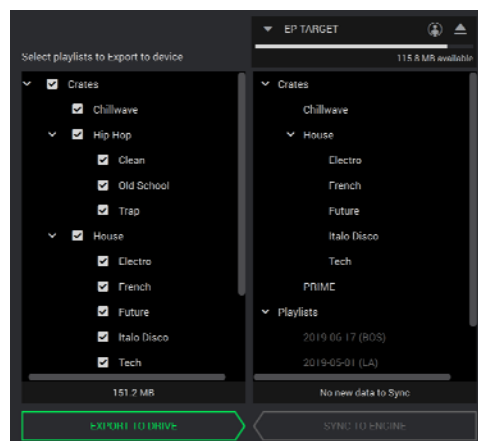 EP TARGET
Select playlists to Export to device
115.8 MB available
Crates
Chillwave
Hip Hop
Clean
Old School
Trap
House
Electro
French
Future
Italo Disco
Tech
151.2 MB
EXPORT TO DRIVE
Crates
Chillwave
House
Electro
French
Future
Italo Disco
Tech
PRIME
Playlists
2019-06-17 (BOS)
2019-05-01 (LA)
No new data to Sync
SYNC TO ENGINE